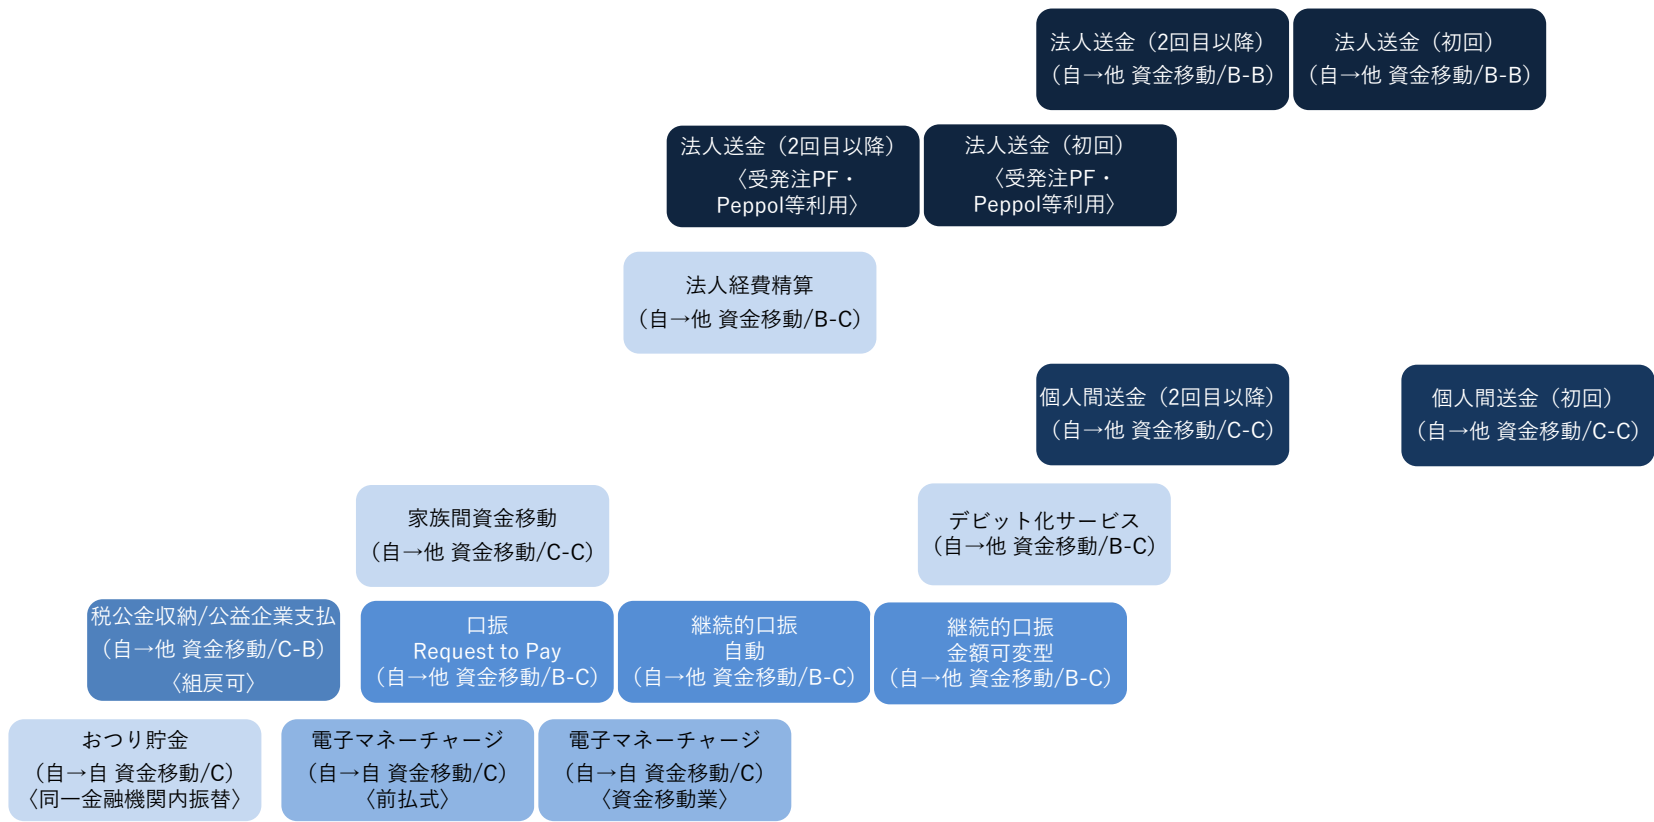 法人送金（2回目以降）
（自→他 資金移動/B-B）
法人送金（初回）
（自→他 資金移動/B-B）
法人送金（2回目以降）
〈受発注PF・
Peppol等利用〉
法人送金（初回）
〈受発注PF・
Peppol等利用〉
法人経費精算
（自→他 資金移動/B-C）
個人間送金（2回目以降）
（自→他 資金移動/C-C）
個人間送金（初回）
（自→他 資金移動/C-C）
家族間資金移動
（自→他 資金移動/C-C）
デビット化サービス
（自→他 資金移動/B-C）
税公金収納/公益企業支払
（自→他 資金移動/C-B）
〈組戻可〉
口振
Request to Pay
（自→他 資金移動/B-C）
継続的口振
自動
（自→他 資金移動/B-C）
継続的口振
金額可変型
（自→他 資金移動/B-C）
おつり貯金
（自→自 資金移動/C）
〈同一金融機関内振替〉
電子マネーチャージ
（自→自 資金移動/C）
〈前払式〉
電子マネーチャージ
（自→自 資金移動/C）
〈資金移動業〉